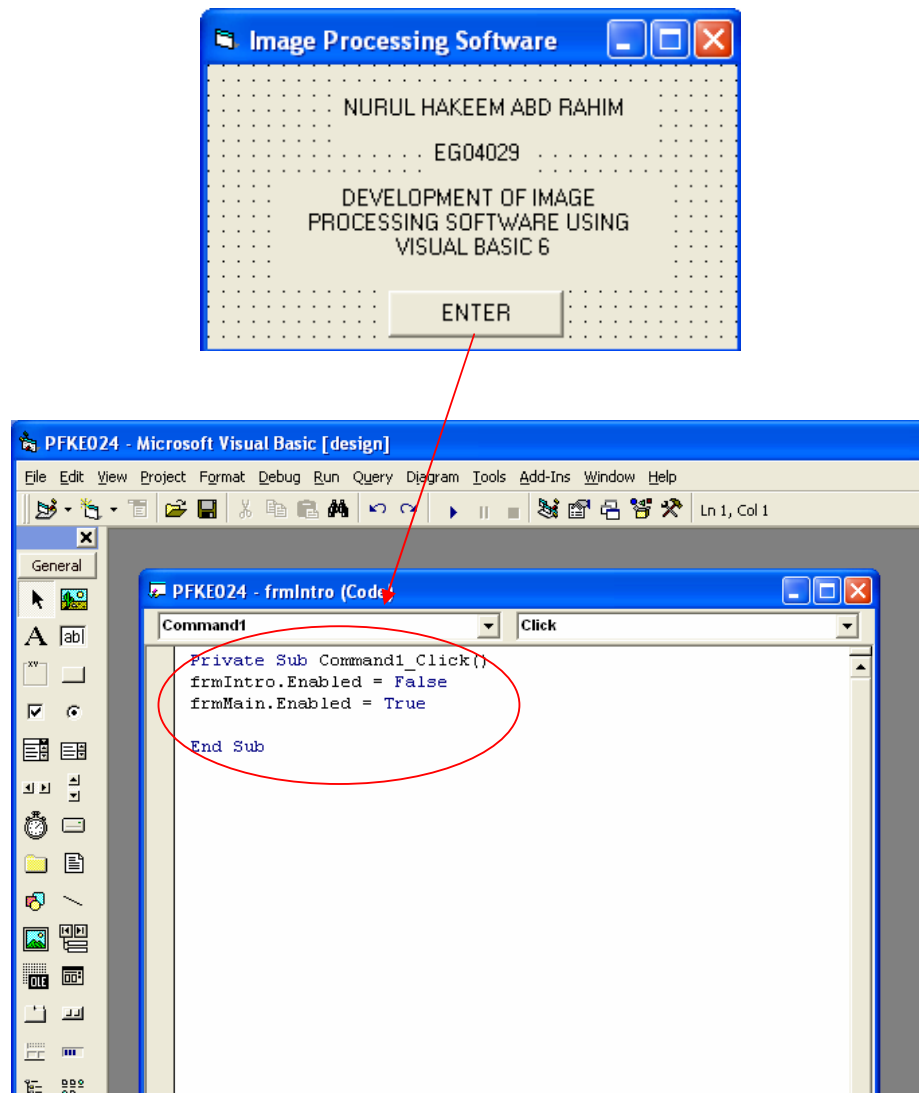 Image Processing Software
NURUL HAKEEM ABD RAHIM
EG04029
DEVELOPMENT OF IMAGE
PROCESSING SOFTWARE USING
VISUAL BASIC 6
ENTER
PFKE024 - Microsoft Visual Basic [design]
File Edit View Project Format Debug Run Query Diagram Tools Add-Ins Window Help
Ln 1, Col 1
General
PFKE024 - frmIntro (Code)
A ab|
Command1 Click
Private Sub Command1_Click()
frmIntro.Enabled = False
frmMain.Enabled = True
End Sub
xv
OLE